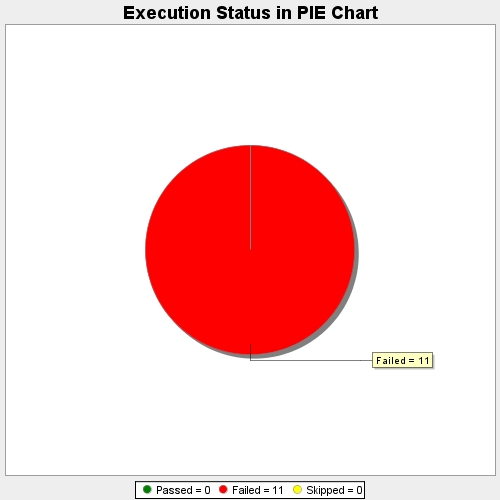 Execution Status in PIE Chart
Failed = 11
Passed = 0 Failed = 11 Skipped = 0